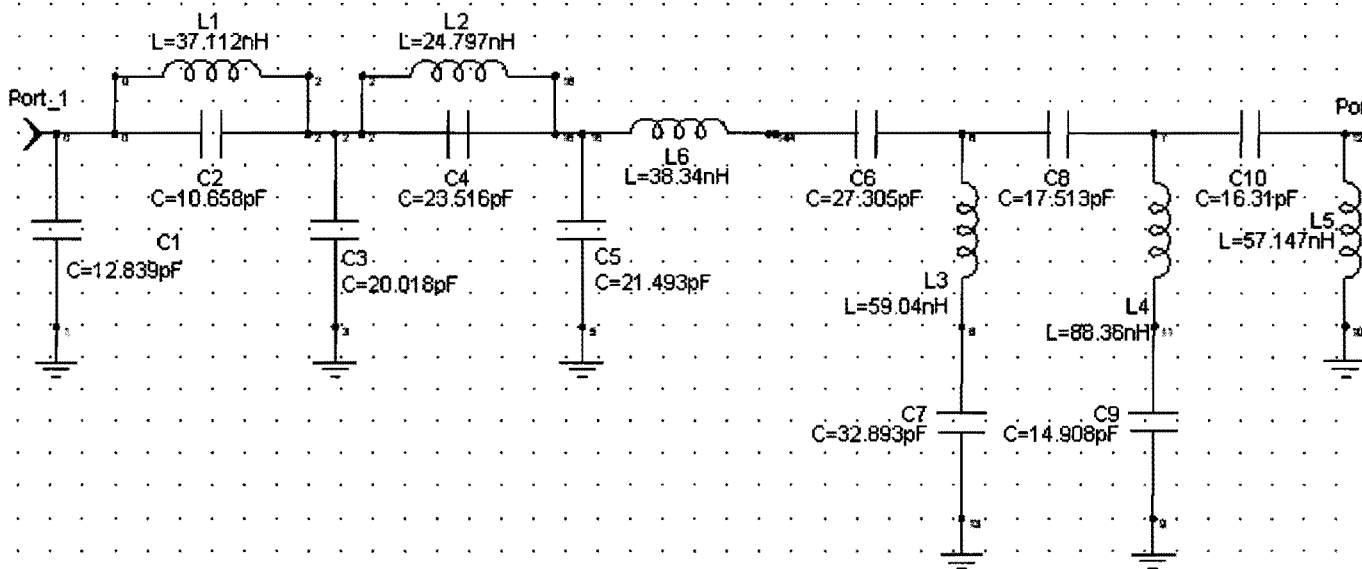 L1
L=37.112nH
L2
L=24.797nH
Port_1
Por
C2
C=10.658pF
C4
C=23.516pF
L6
L=38.34nH
C6
C=27.305pF
C8
C=17.513pF
C10
C=16.31pF
L5
L=57.147nH
C1
C=12.839pF
C3
C=20.018pF
C5
C=21.493pF
L3
L=59.04nH
L4
L=88.36nH
C7
C=32.893pF
C9
C=14.908pF